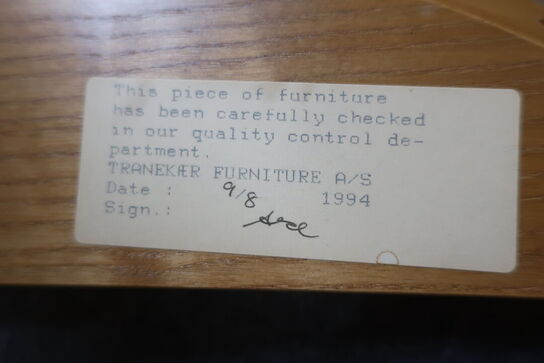 This piece of furniture
has been carefully checked
in our quality control de-
partment.
TRANEKÆR FURNITURE A/S
Date : 9/8 1994
Sign.: